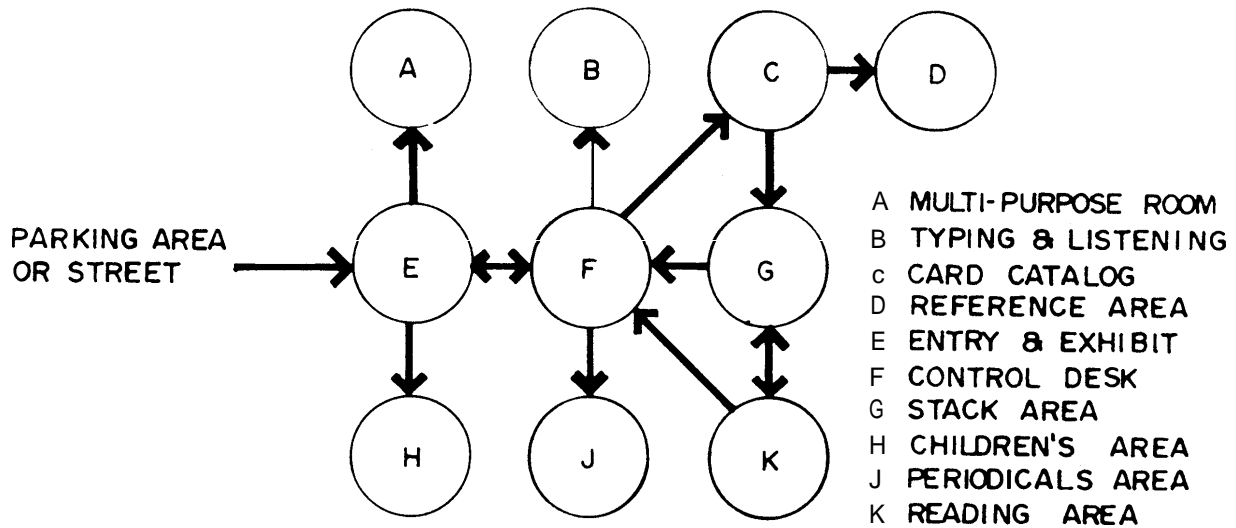 A
B
C
D
PARKING AREA
OR STREET
E
F
G
H
J
K
A MULTI-PURPOSE ROOM
B TYPING & LISTENING
C CARD CATALOG
D REFERENCE AREA
E ENTRY & EXHIBIT
F CONTROL DESK
G STACK AREA
H CHILDREN'S AREA
J PERIODICALS AREA
K READING AREA